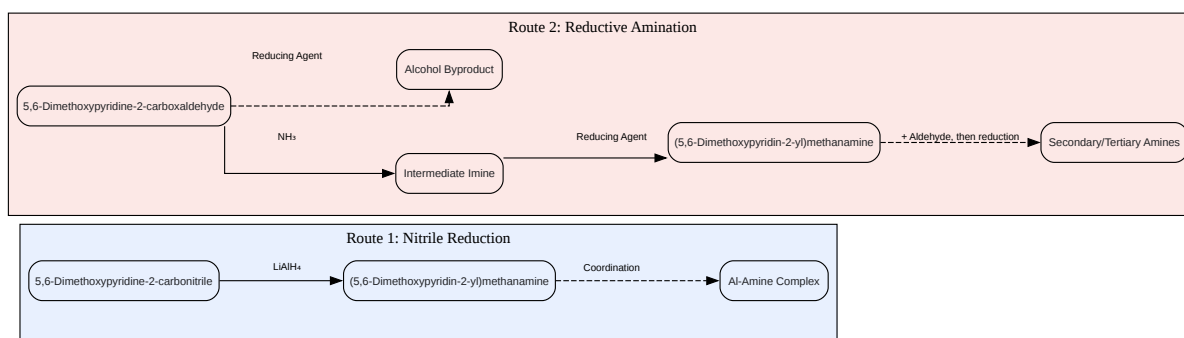 Route 2: Reductive Amination
Reducing Agent
Alcohol Byproduct
5,6-Dimethoxypyridine-2-carboxaldehyde
NH₃
Reducing Agent
(5,6-Dimethoxypyridin-2-yl)methanamine
+ Aldehyde, then reduction
Secondary/Tertiary Amines
Intermediate Imine
Route 1: Nitrile Reduction
5,6-Dimethoxypyridine-2-carbonitrile
LiAlH₄
(5,6-Dimethoxypyridin-2-yl)methanamine
Coordination
Al-Amine Complex